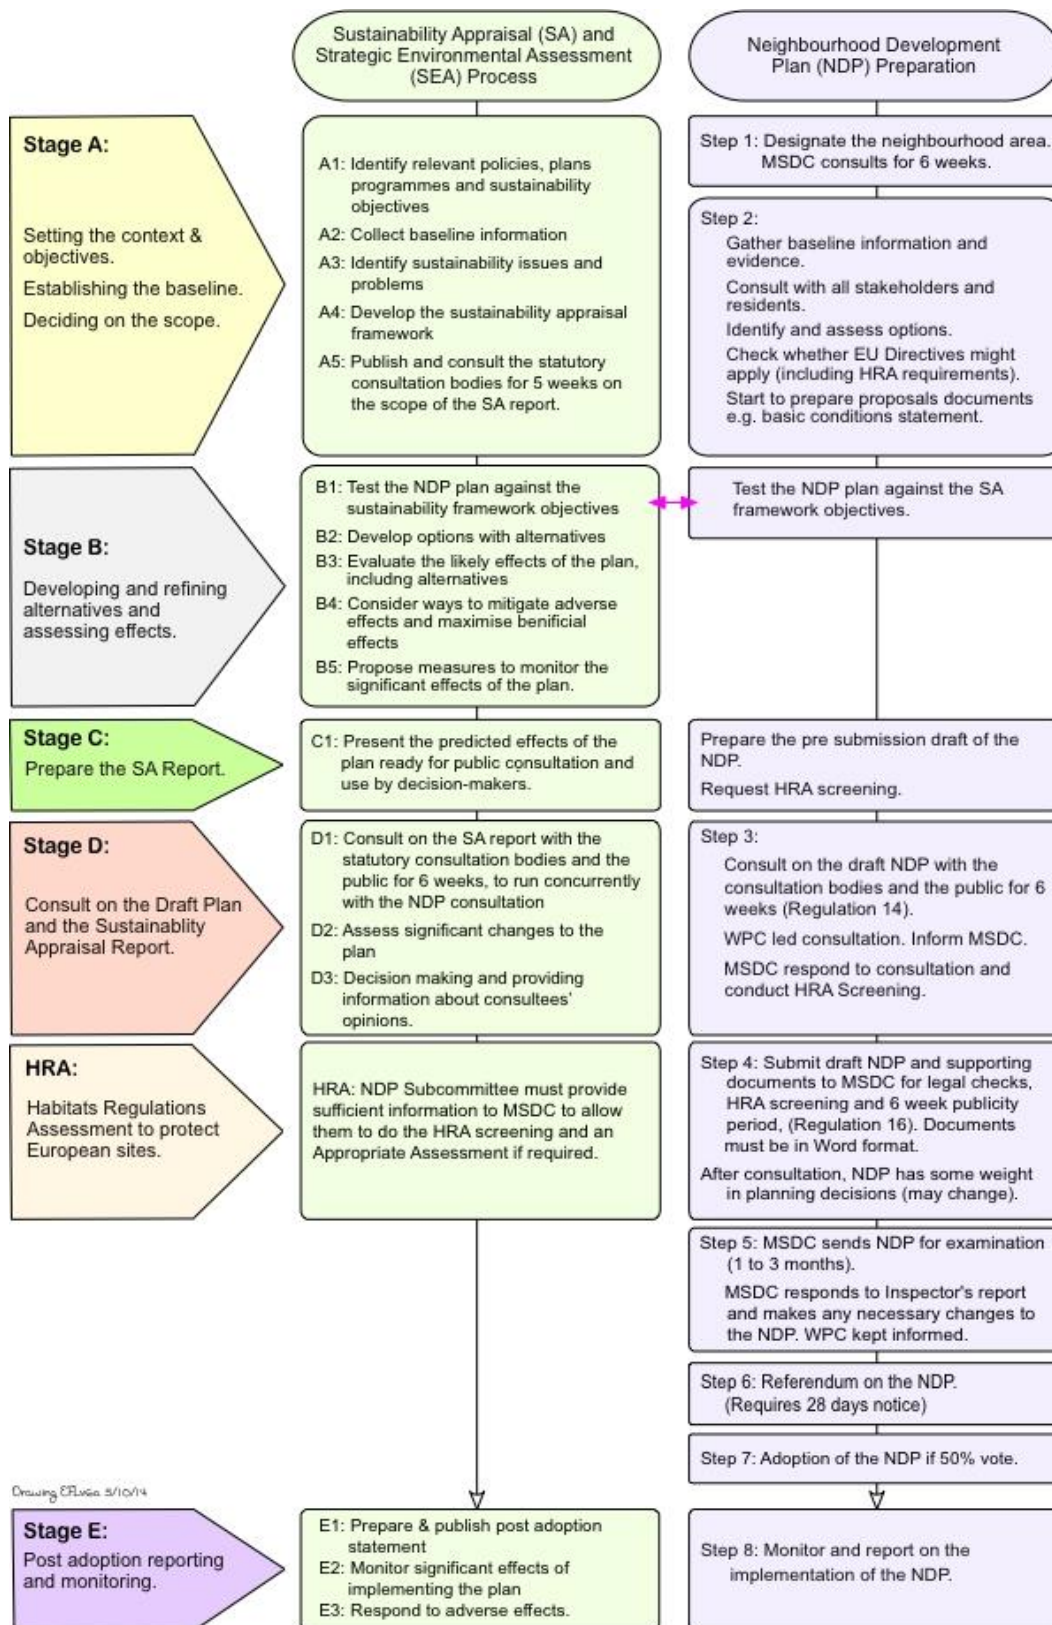 Sustainability Appraisal (SA) and
Strategic Environmental Assessment
(SEA) Process
Neighbourhood Development
Plan (NDP) Preparation
Stage A:
Setting the context &
objectives.
Establishing the baseline.
Deciding on the scope.
A1: Identify relevant policies, plans
programmes and sustainability
objectives
A2: Collect baseline information
A3: Identify sustainability issues and
problems
A4: Develop the sustainability appraisal
framework
A5: Publish and consult the statutory
consultation bodies for 5 weeks on
the scope of the SA report.
Step 1: Designate the neighbourhood area.
MSDC consults for 6 weeks.
Step 2:
Gather baseline information and
evidence.
Consult with all stakeholders and
residents.
Identify and assess options.
Check whether EU Directives might
apply (including HRA requirements).
Start to prepare proposals documents
e.g. basic conditions statement.
Stage B:
Developing and refining
alternatives and
assessing effects.
B1: Test the NDP plan against the
sustainability framework objectives
B2: Develop options with alternatives
B3: Evaluate the likely effects of the plan,
includng alternatives
B4: Consider ways to mitigate adverse
effects and maximise benificial
effects
B5: Propose measures to monitor the
significant effects of the plan.
Test the NDP plan against the SA
framework objectives.
Stage C:
Prepare the SA Report.
C1: Present the predicted effects of the
plan ready for public consultation and
use by decision-makers.
Prepare the pre submission draft of the
NDP.
Request HRA screening.
Stage D:
Consult on the Draft Plan
and the Sustainablity
Appraisal Report.
D1: Consult on the SA report with the
statutory consultation bodies and the
public for 6 weeks, to run concurrently
with the NDP consultation
D2: Assess significant changes to the
plan
D3: Decision making and providing
information about consultees'
opinions.
Step 3:
Consult on the draft NDP with the
consultation bodies and the public for 6
weeks (Regulation 14).
WPC led consultation. Inform MSDC.
MSDC respond to consultation and
conduct HRA Screening.
HRA:
Habitats Regulations
Assessment to protect
European sites.
HRA: NDP Subcommittee must provide
sufficient information to MSDC to allow
them to do the HRA screening and an
Appropriate Assessment if required.
Step 4: Submit draft NDP and supporting
documents to MSDC for legal checks,
HRA screening and 6 week publicity
period, (Regulation 16). Documents
must be in Word format.
After consultation, NDP has some weight
in planning decisions (may change).
Step 5: MSDC sends NDP for examination
(1 to 3 months).
MSDC responds to Inspector's report
and makes any necessary changes to
the NDP. WPC kept informed.
Step 6: Referendum on the NDP.
(Requires 28 days notice)
Step 7: Adoption of the NDP if 50% vote.
Drawing
Stage E:
Post adoption reporting
and monitoring.
E1: Prepare & publish post adoption
statement
E2: Monitor significant effects of
implementing the plan
E3: Respond to adverse effects.
Step 8: Monitor and report on the
implementation of the NDP.